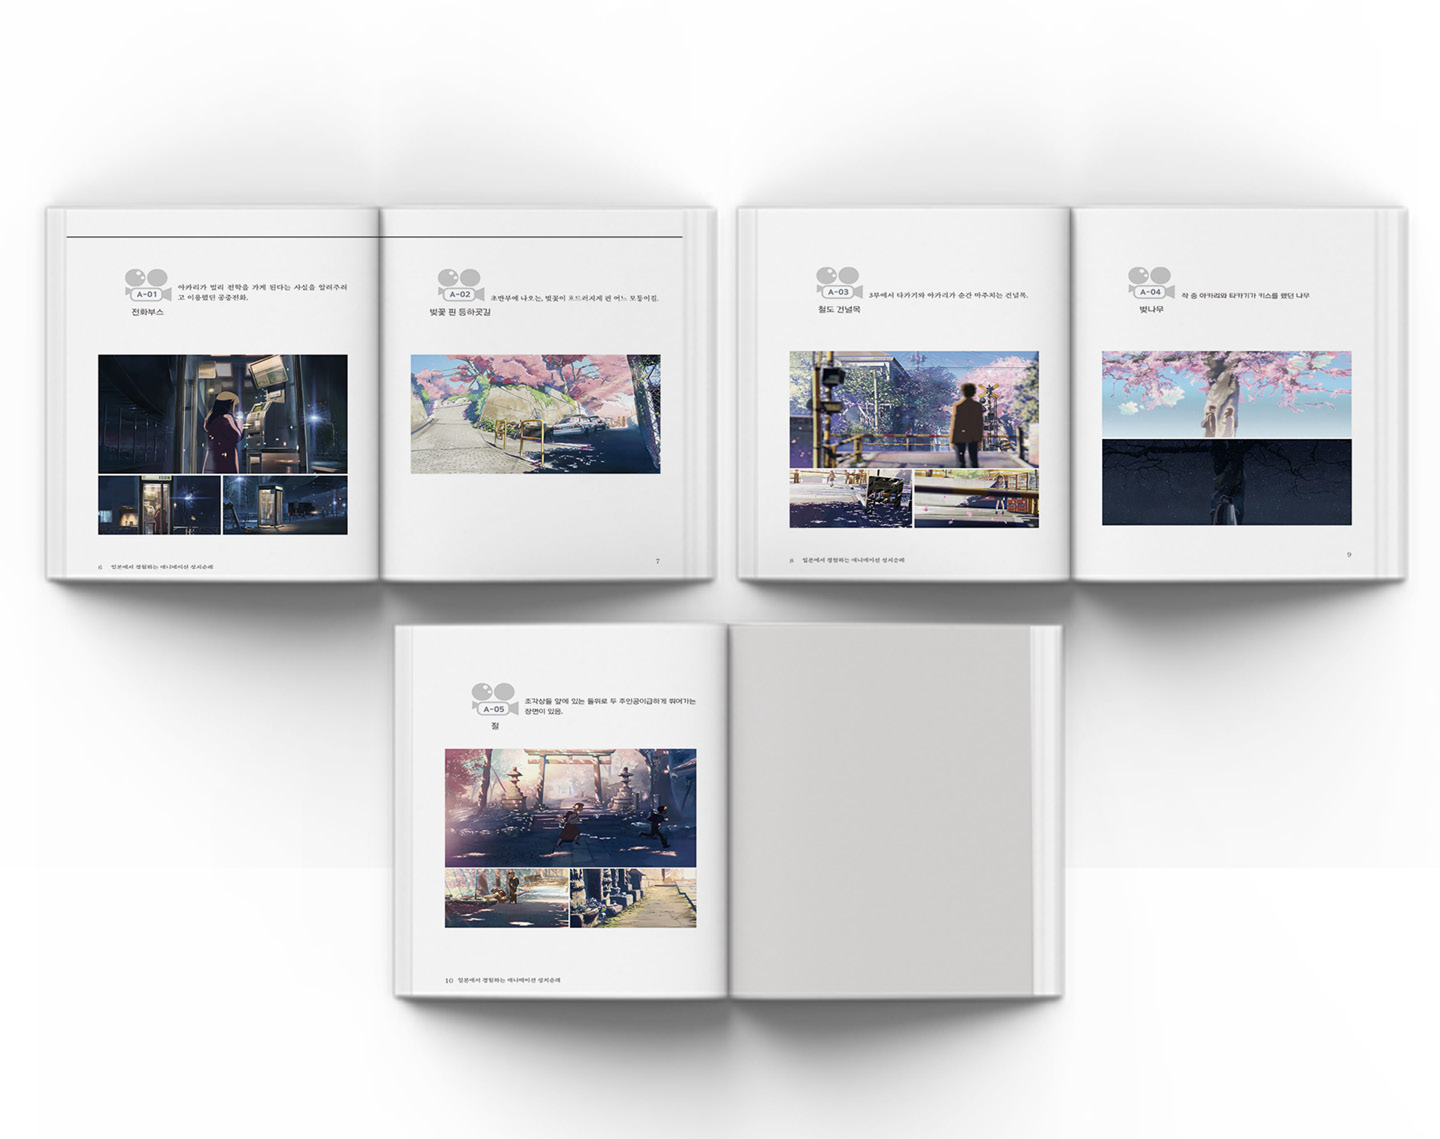 A-01
아카리가 멀리 전학을 가게 된다는 사실을 알려주려
고 이용했던 공중전화.
전화부스
6 일본에서 경험하는 애니메이션 성지순례
A-02
초반부에 나오는, 벚꽃이 흐드러지게 핀 어느 모퉁이길.
벚꽃 핀 등하굣길
7
A-03
3부에서 타카기와 아카리가 순간 마주치는 건널목.
철도 건널목
8 일본에서 경험하는 애니메이션 성지순례
A-04
작 중 아카리와 타카기가 키스를 했던 나무
벚나무
9
A-05
조각상들 앞에 있는 돌위로 두 주인공이급하게 뛰어가는
장면이 있음.
절
10 일본에서 경험하는 애니메이션 성지순례